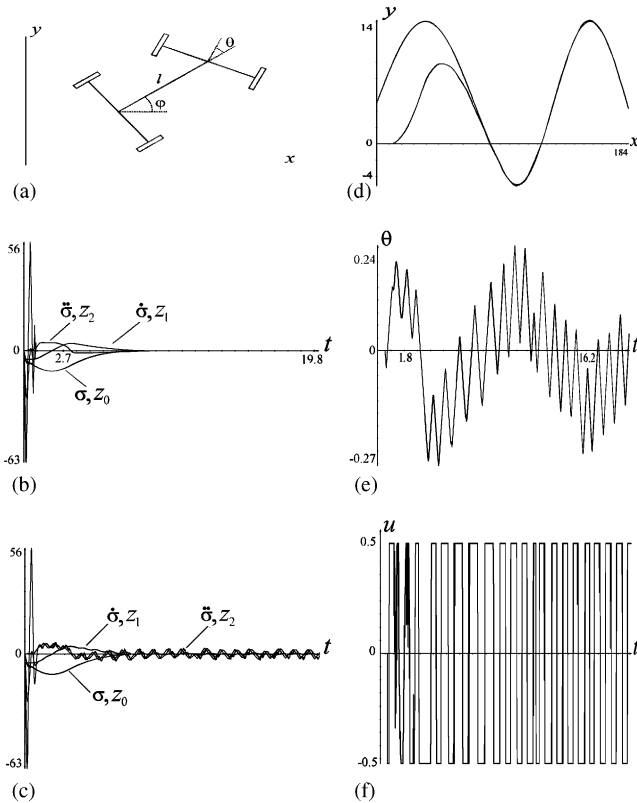 y
θ
l
φ
x
(a)
14
y
0
-4
184
x
(d)
56
0
-63
σ̈, z₂
σ̇, z₁
2.7
19.8
t
σ, z₀
(b)
θ
0.24
0
-0.27
1.8
16.2
t
(e)
56
0
-63
σ̇, z₁
σ̈, z₂
t
σ, z₀
(c)
u
0.5
0
-0.5
t
(f)